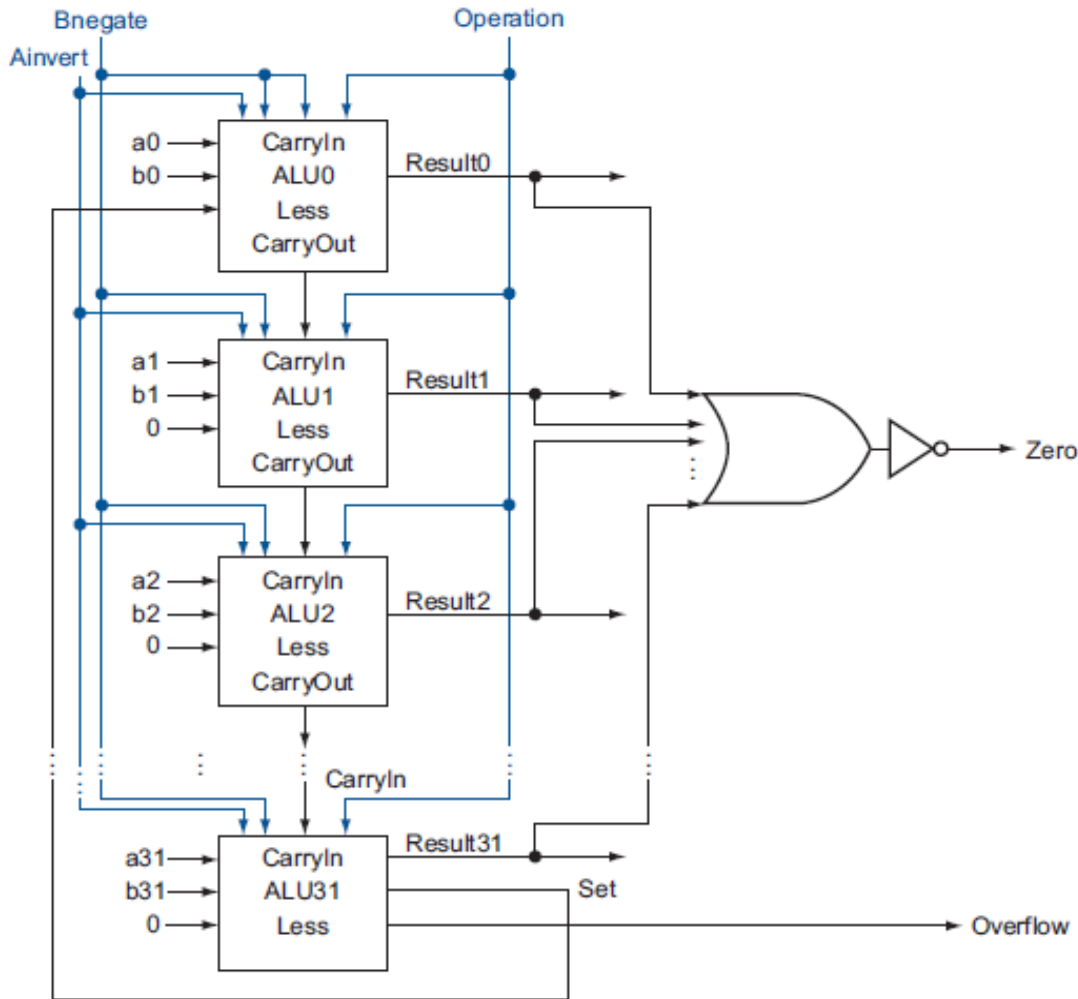 Bnegate
Operation
Ainvert
a0
CarryIn
b0
ALU0
Result0
Less
CarryOut
a1
CarryIn
b1
ALU1
Result1
0
Less
CarryOut
Zero
a2
CarryIn
b2
ALU2
Result2
0
Less
CarryOut
CarryIn
a31
CarryIn
Result31
b31
ALU31
Set
0
Less
Overflow